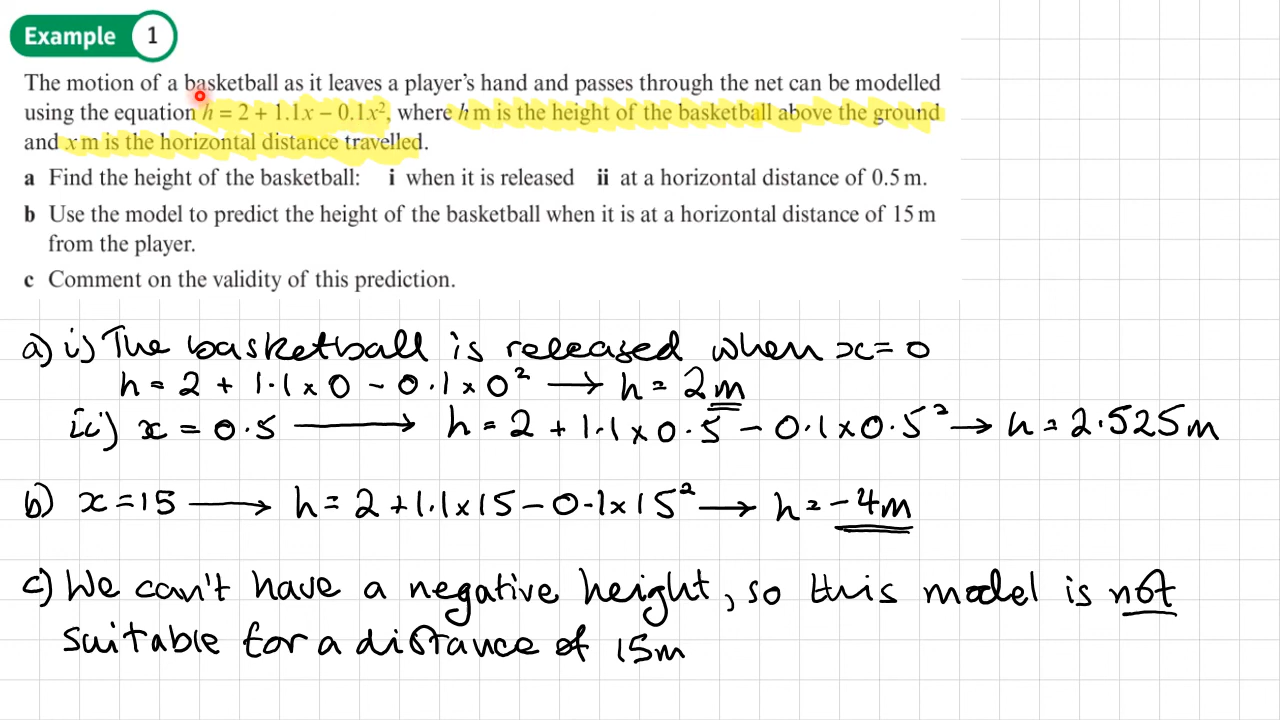 Example 1
The motion of a basketball as it leaves a player's hand and passes through the net can be modelled
using the equation h = 2 + 1.1x − 0.1x², where h m is the height of the basketball above the ground
and x m is the horizontal distance travelled.
a Find the height of the basketball: i when it is released ii at a horizontal distance of 0.5 m.
b Use the model to predict the height of the basketball when it is at a horizontal distance of 15 m
from the player.
c Comment on the validity of this prediction.
a) i) The basketball is released when x = 0
h = 2 + 1.1 × 0 − 0.1 × 0² → h = 2m
ii) x = 0.5 → h = 2 + 1.1 × 0.5 − 0.1 × 0.5² → h = 2.525m
b) x = 15 → h = 2 + 1.1 × 15 − 0.1 × 15² → h = −4m
c) We can't have a negative height, so this model is not
suitable for a distance of 15m